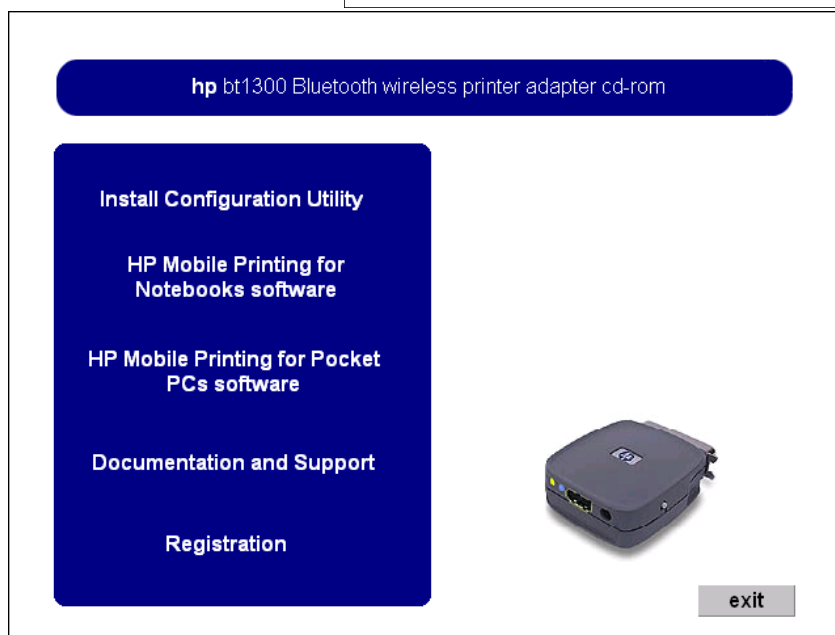 hp bt1300 Bluetooth wireless printer adapter cd-rom
Install Configuration Utility
HP Mobile Printing for
Notebooks software
HP Mobile Printing for Pocket
PCs software
Documentation and Support
Registration
hp
exit